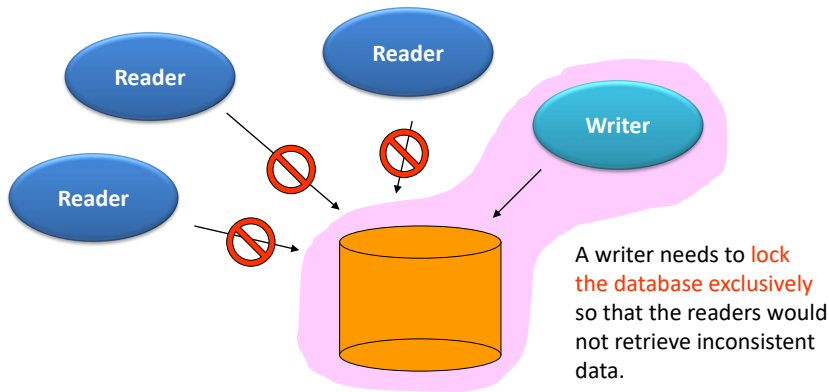 Reader
Reader
Writer
Reader
A writer needs to lock
the database exclusively
so that the readers would
not retrieve inconsistent
data.